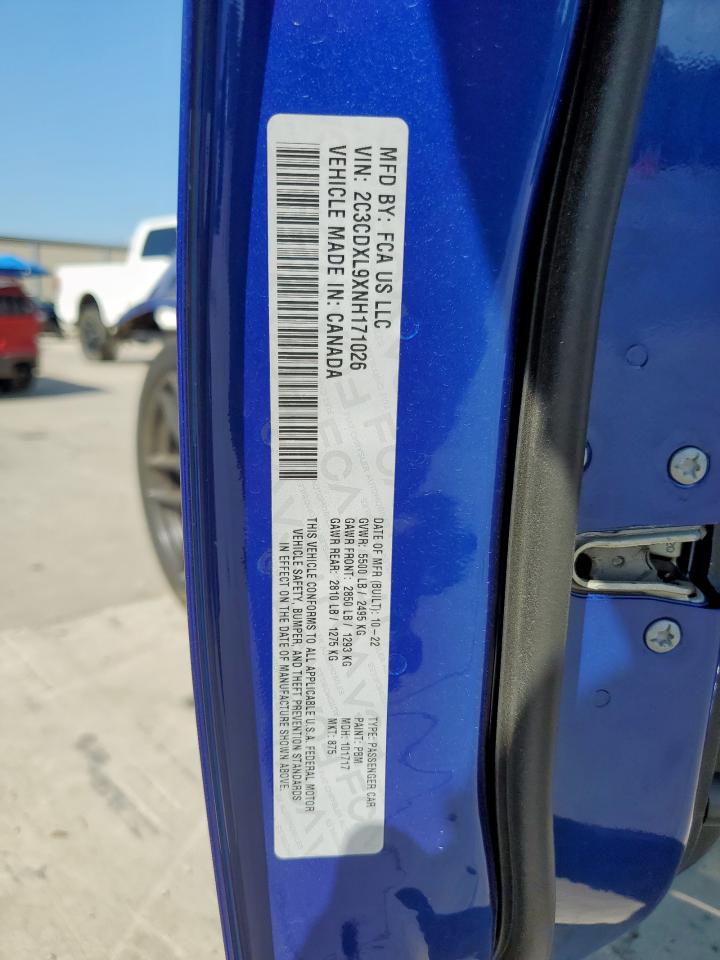 MFD BY: FCA US LLC
VIN: 2C3CDXL9XNH171026
VEHICLE MADE IN: CANADA
DATE OF MFR (BUILT): 10-22
GVWR: 5500 LB / 2495 KG
GAWR FRONT: 2850 LB / 1293 KG
GAWR REAR: 2810 LB / 1275 KG
TYPE: PASSENGER CAR
PAINT: PBM
MDH: 101717
MKT: 875
THIS VEHICLE CONFORMS TO ALL APPLICABLE U.S.A. FEDERAL MOTOR
VEHICLE SAFETY, BUMPER, AND THEFT PREVENTION STANDARDS
IN EFFECT ON THE DATE OF MANUFACTURE SHOWN ABOVE.